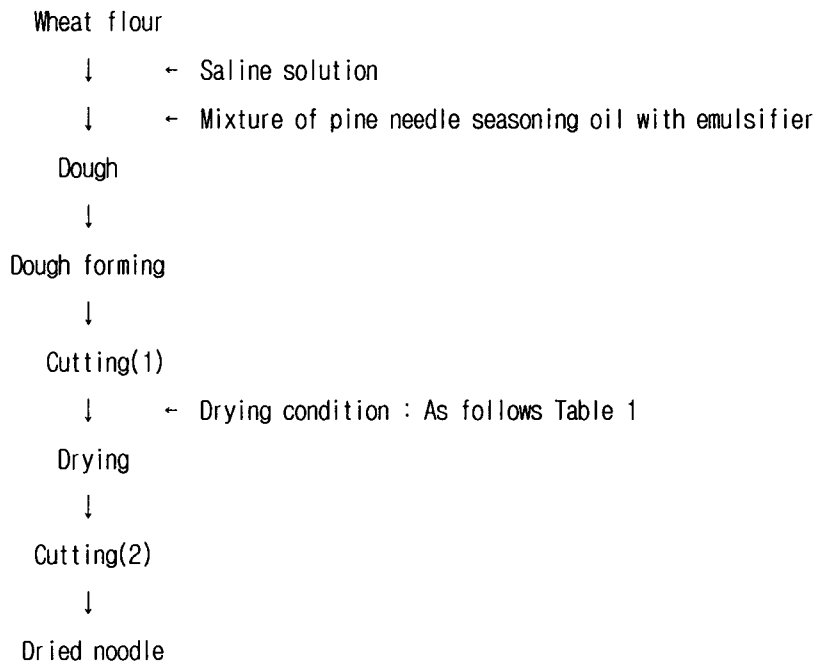 Wheat flour
↓ ← Saline solution
↓ ← Mixture of pine needle seasoning oil with emulsifier
Dough
↓
Dough forming
↓
Cutting(1)
↓ ← Drying condition : As follows Table 1
Drying
↓
Cutting(2)
↓
Dried noodle